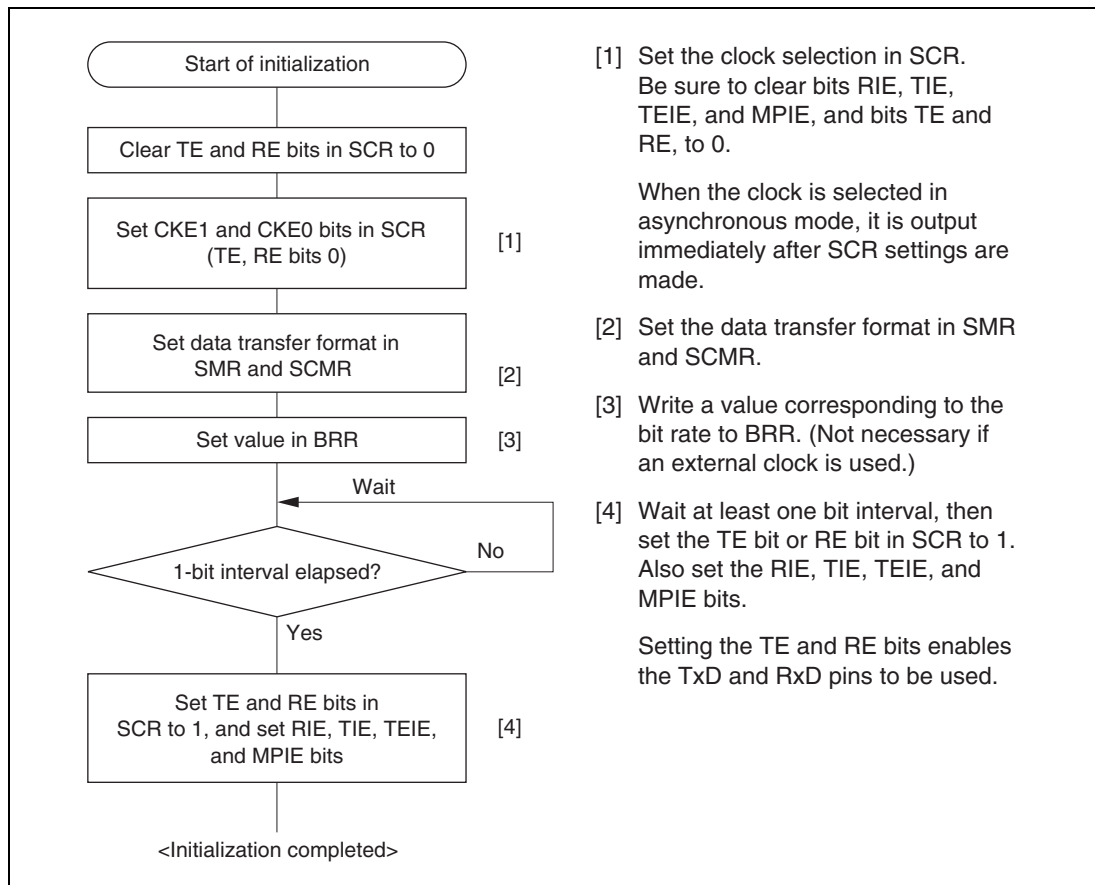 Start of initialization
Clear TE and RE bits in SCR to 0
Set CKE1 and CKE0 bits in SCR
(TE, RE bits 0)
[1]
Set data transfer format in
SMR and SCMR
[2]
Set value in BRR
[3]
Wait
1-bit interval elapsed?
No
Yes
Set TE and RE bits in
SCR to 1, and set RIE, TIE, TEIE,
and MPIE bits
[4]
<Initialization completed>
[1] Set the clock selection in SCR.
Be sure to clear bits RIE, TIE,
TEIE, and MPIE, and bits TE and
RE, to 0.
When the clock is selected in
asynchronous mode, it is output
immediately after SCR settings are
made.
[2] Set the data transfer format in SMR
and SCMR.
[3] Write a value corresponding to the
bit rate to BRR. (Not necessary if
an external clock is used.)
[4] Wait at least one bit interval, then
set the TE bit or RE bit in SCR to 1.
Also set the RIE, TIE, TEIE, and
MPIE bits.
Setting the TE and RE bits enables
the TxD and RxD pins to be used.